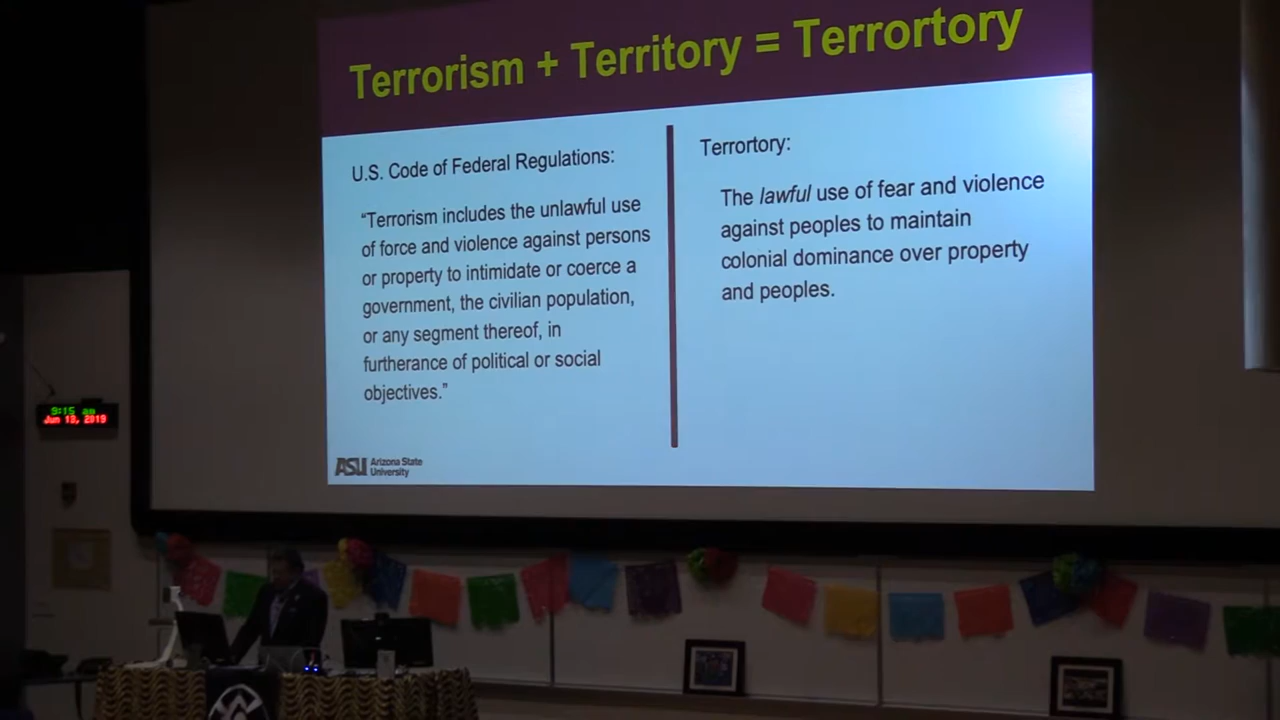 Terrorism + Territory = Terrortory
U.S. Code of Federal Regulations:
“Terrorism includes the unlawful use
of force and violence against persons
or property to intimidate or coerce a
government, the civilian population,
or any segment thereof, in
furtherance of political or social
objectives.”
Terrortory:
The lawful use of fear and violence
against peoples to maintain
colonial dominance over property
and peoples.
ASU Arizona State
University
9:15 am
Jun 13, 2019